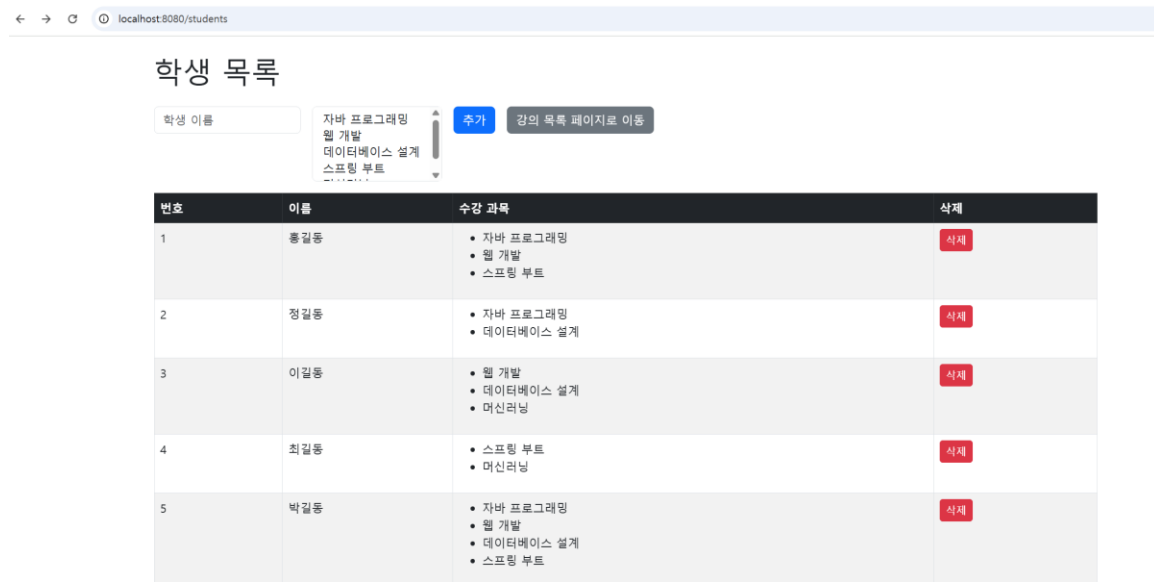 localhost:8080/students
학생 목록
학생 이름
자바 프로그래밍
웹 개발
데이터베이스 설계
스프링 부트
추가
강의 목록 페이지로 이동
번호 이름 수강 과목 삭제
1 홍길동 자바 프로그래밍 삭제
웹 개발
스프링 부트
2 정길동 자바 프로그래밍 삭제
데이터베이스 설계
3 이길동 웹 개발 삭제
데이터베이스 설계
머신러닝
4 최길동 스프링 부트 삭제
머신러닝
5 박길동 자바 프로그래밍 삭제
웹 개발
데이터베이스 설계
스프링 부트